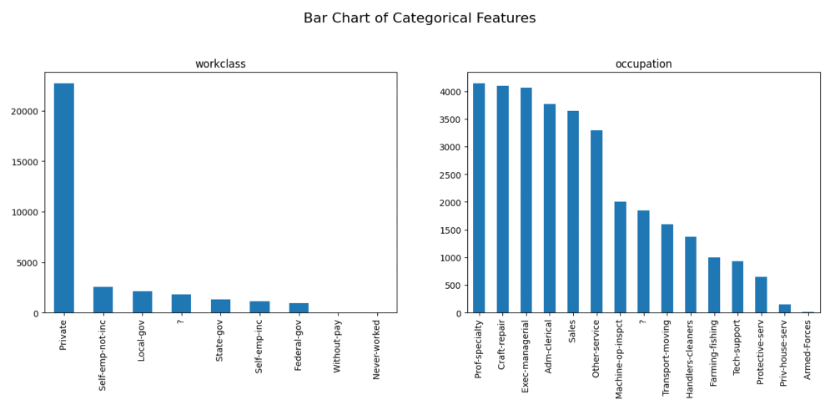 Bar Chart of Categorical Features
workclass
20000
15000
10000
5000
0
Private
Self-emp-not-inc
Local-gov
?
State-gov
Self-emp-inc
Federal-gov
Without-pay
Never-worked
occupation
4000
3500
3000
2500
2000
1500
1000
500
0
Prof-specialty
Craft-repair
Exec-managerial
Adm-clerical
Sales
Other-service
Machine-op-inspct
?
Transport-moving
Handlers-cleaners
Farming-fishing
Tech-support
Protective-serv
Priv-house-serv
Armed-Forces